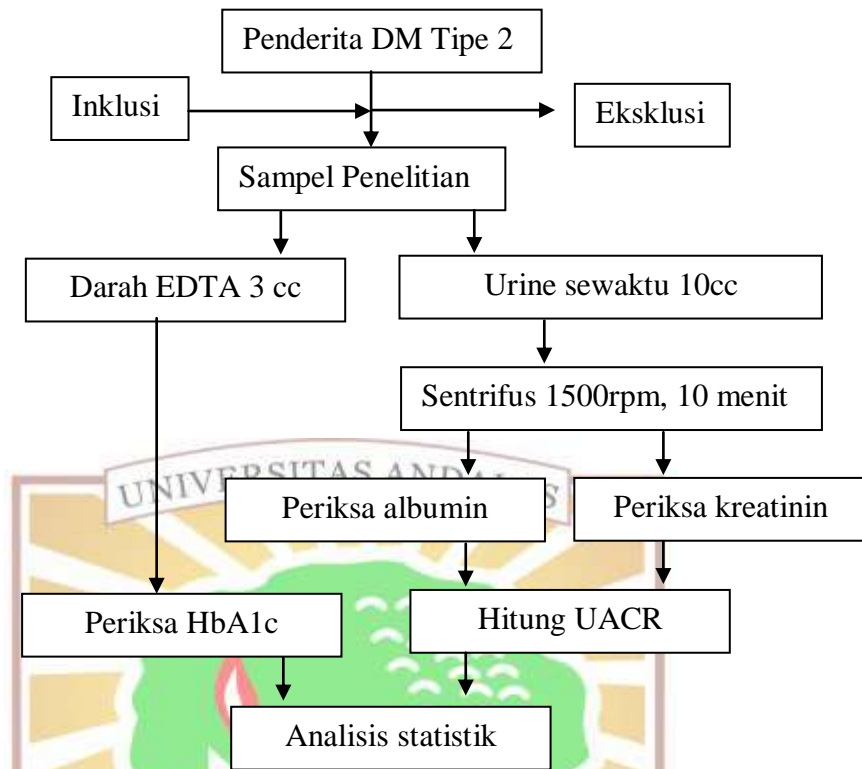 Penderita DM Tipe 2
Inklusi
Eksklusi
Sampel Penelitian
Darah EDTA 3 cc
Urine sewaktu 10cc
Sentrifus 1500rpm, 10 menit
UNIVERSITAS
Periksa albumin
Periksa kreatinin
Periksa HbA1c
Hitung UACR
Analisis statistik